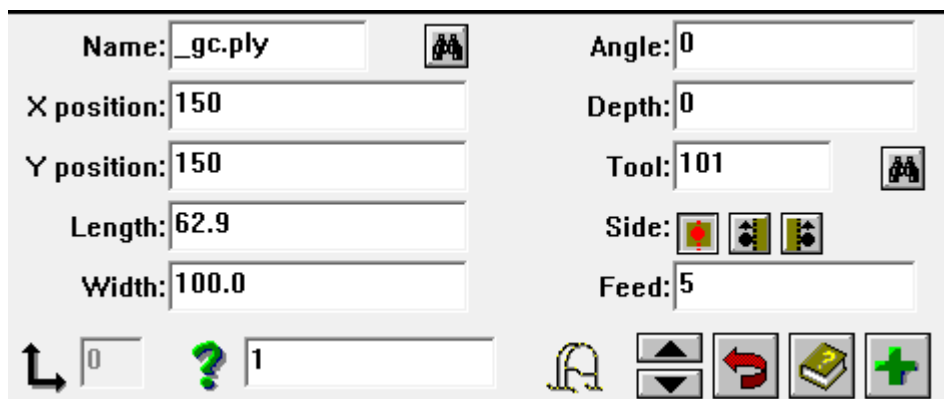 Name: _gc.ply Angle: 0
X position: 150 Depth: 0
Y position: 150 Tool: 101
Length: 62.9 Side:
Width: 100.0 Feed: 5
0 ? 1 ?